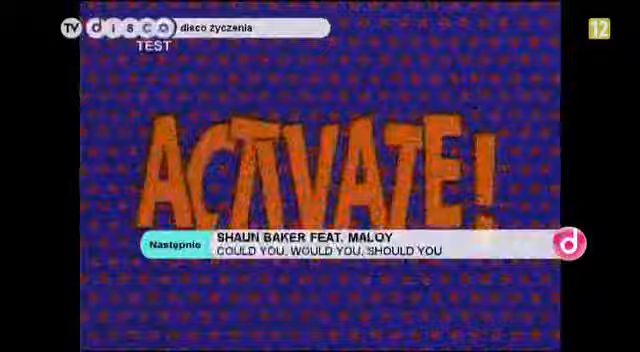 TV disco disco życzenia
12
TEST
ACTIVATE!
Następnie
SHAUN BAKER FEAT. MALOY
COULD YOU, WOULD YOU, SHOULD YOU
d